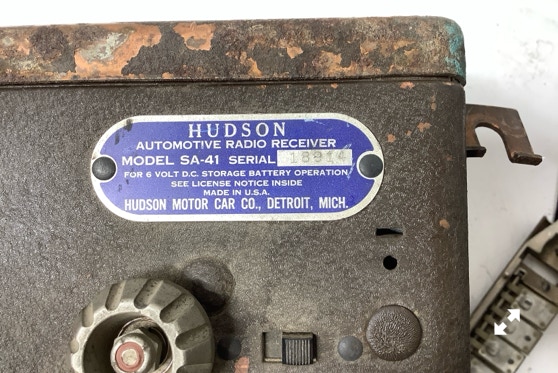 HUDSON
AUTOMOTIVE RADIO RECEIVER
MODEL SA-41 SERIAL 18914
FOR 6 VOLT D.C. STORAGE BATTERY OPERATION
SEE LICENSE NOTICE INSIDE
MADE IN U.S.A.
HUDSON MOTOR CAR CO., DETROIT, MICH.